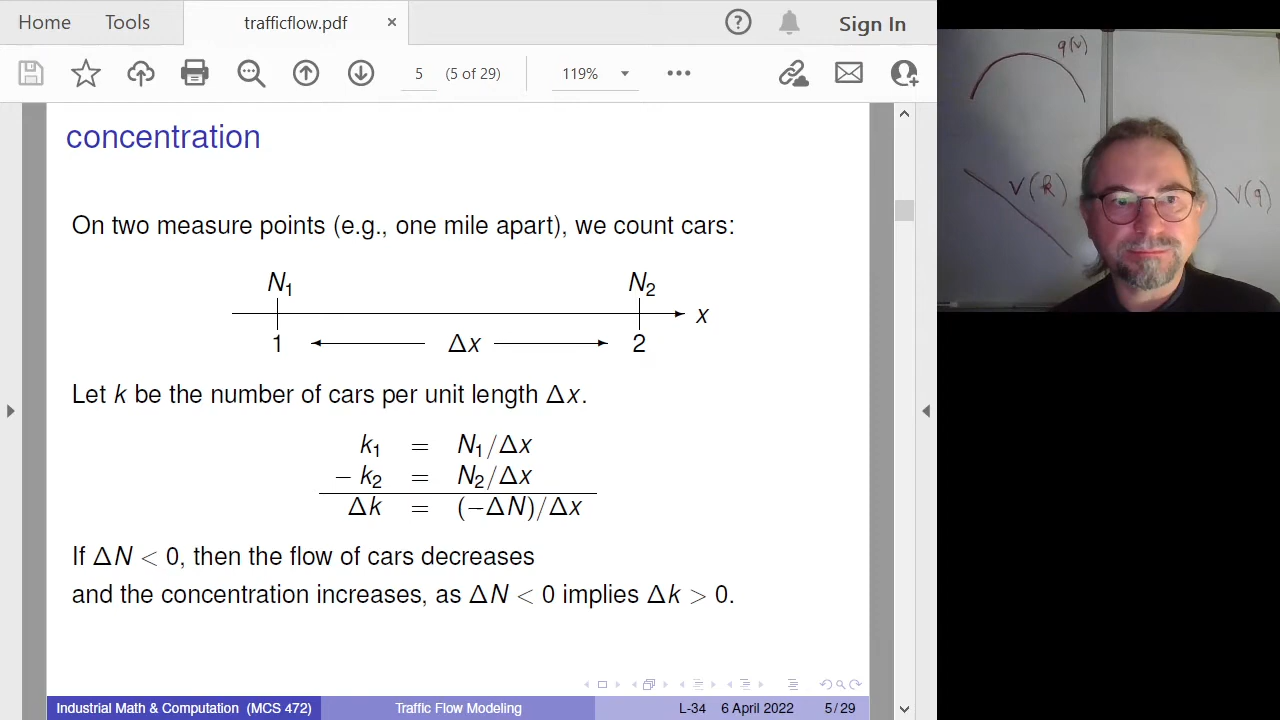 Home Tools trafficflow.pdf × Sign In
5 (5 of 29) 119%
concentration
On two measure points (e.g., one mile apart), we count cars:
N₁ N₂
x
1 Δx 2
Let k be the number of cars per unit length Δx.
k₁ = N₁/Δx
− k₂ = N₂/Δx
Δk = (−ΔN)/Δx
If ΔN < 0, then the flow of cars decreases
and the concentration increases, as ΔN < 0 implies Δk > 0.
Industrial Math & Computation (MCS 472) Traffic Flow Modeling L-34 6 April 2022 5/29
q(v)
v(k) v(q)